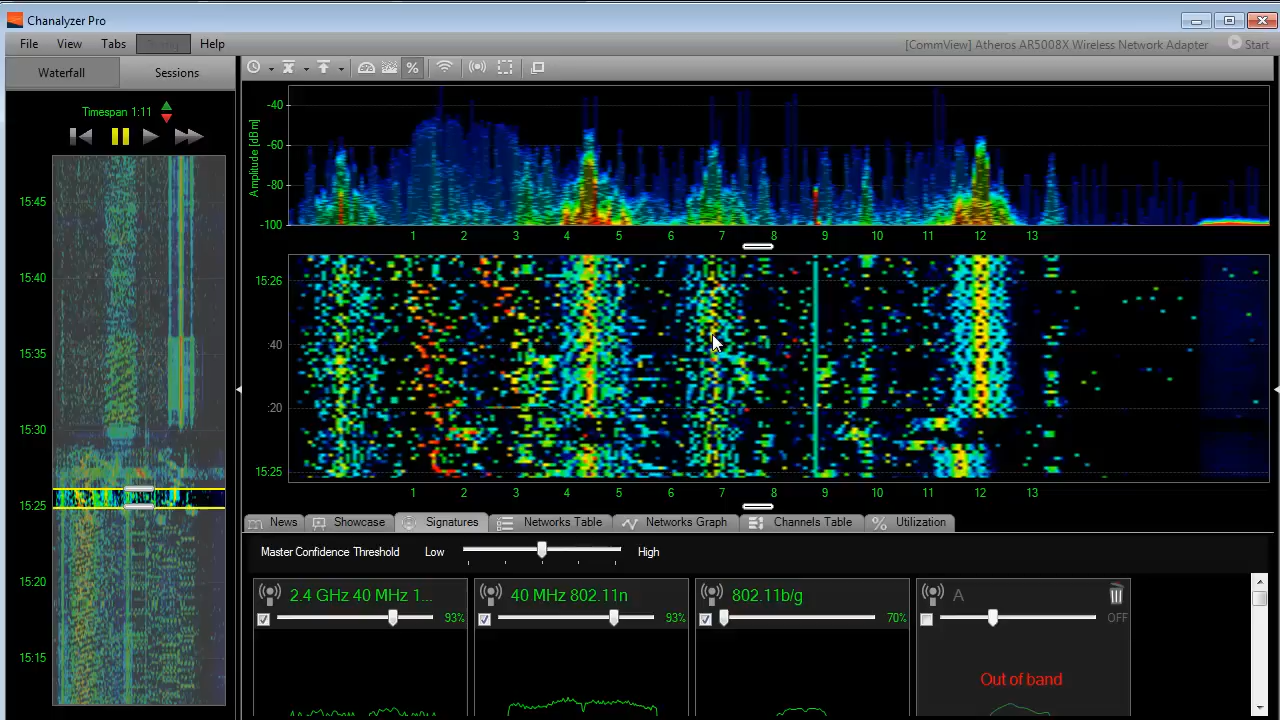 Chanalyzer Pro
File View Tabs Help
[CommView] Atheros AR5008X Wireless Network Adapter Start
Waterfall Sessions
%
Timespan 1:11
15:45
15:40
15:35
15:30
15:25
15:20
15:15
Amplitude [dBm]
-40
-60
-80
-100
1 2 3 4 5 6 7 8 9 10 11 12 13
15:26
:40
:20
15:25
1 2 3 4 5 6 7 8 9 10 11 12 13
News Showcase Signatures Networks Table Networks Graph Channels Table % Utilization
Master Confidence Threshold Low High
2.4 GHz 40 MHz 1... 40 MHz 802.11n 802.11b/g A
93% 93% 70% OFF
Out of band